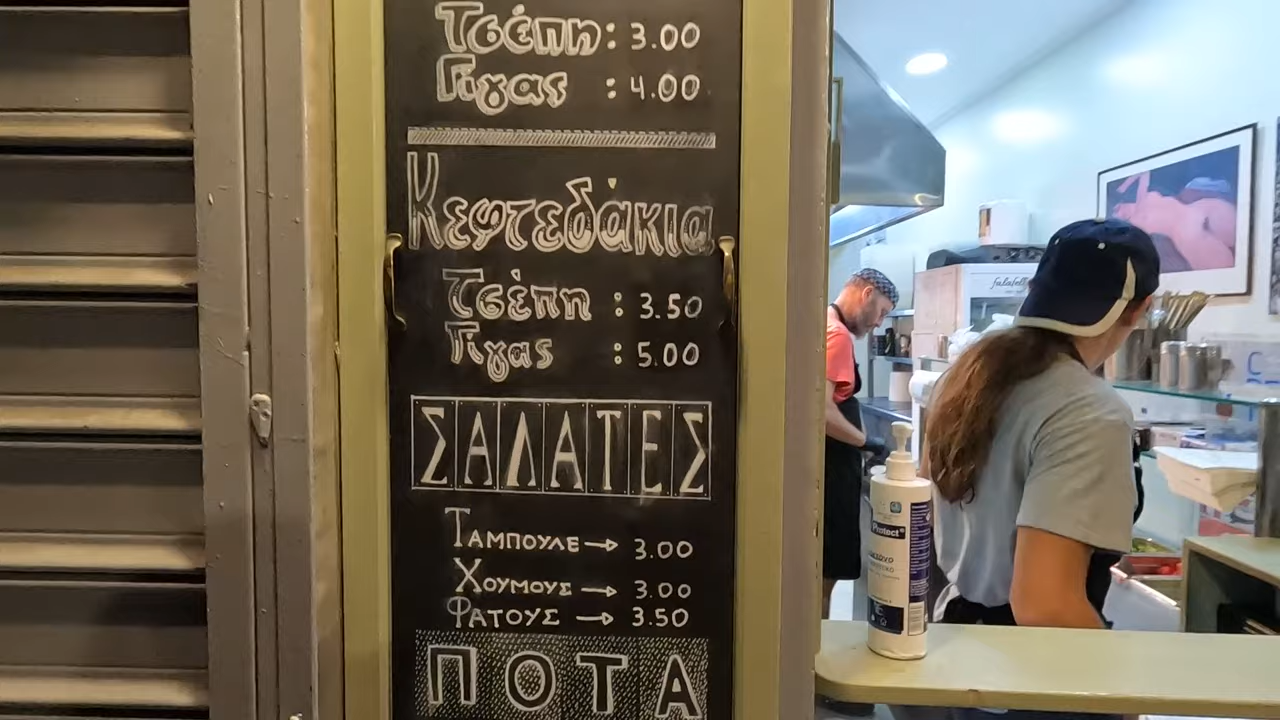 Τσέπη: 3.00
Γίγας : 4.00
Κεφτεδάκια
Τσέπη : 3.50
Γίγας : 5.00
ΣΑΛΑΤΕΣ
ΤΑΜΠΟΥΛΕ→ 3.00
ΧΟΥΜΟΥΣ → 3.00
ΦΑΤΟΥΣ → 3.50
ΠΟΤΑ
Protect